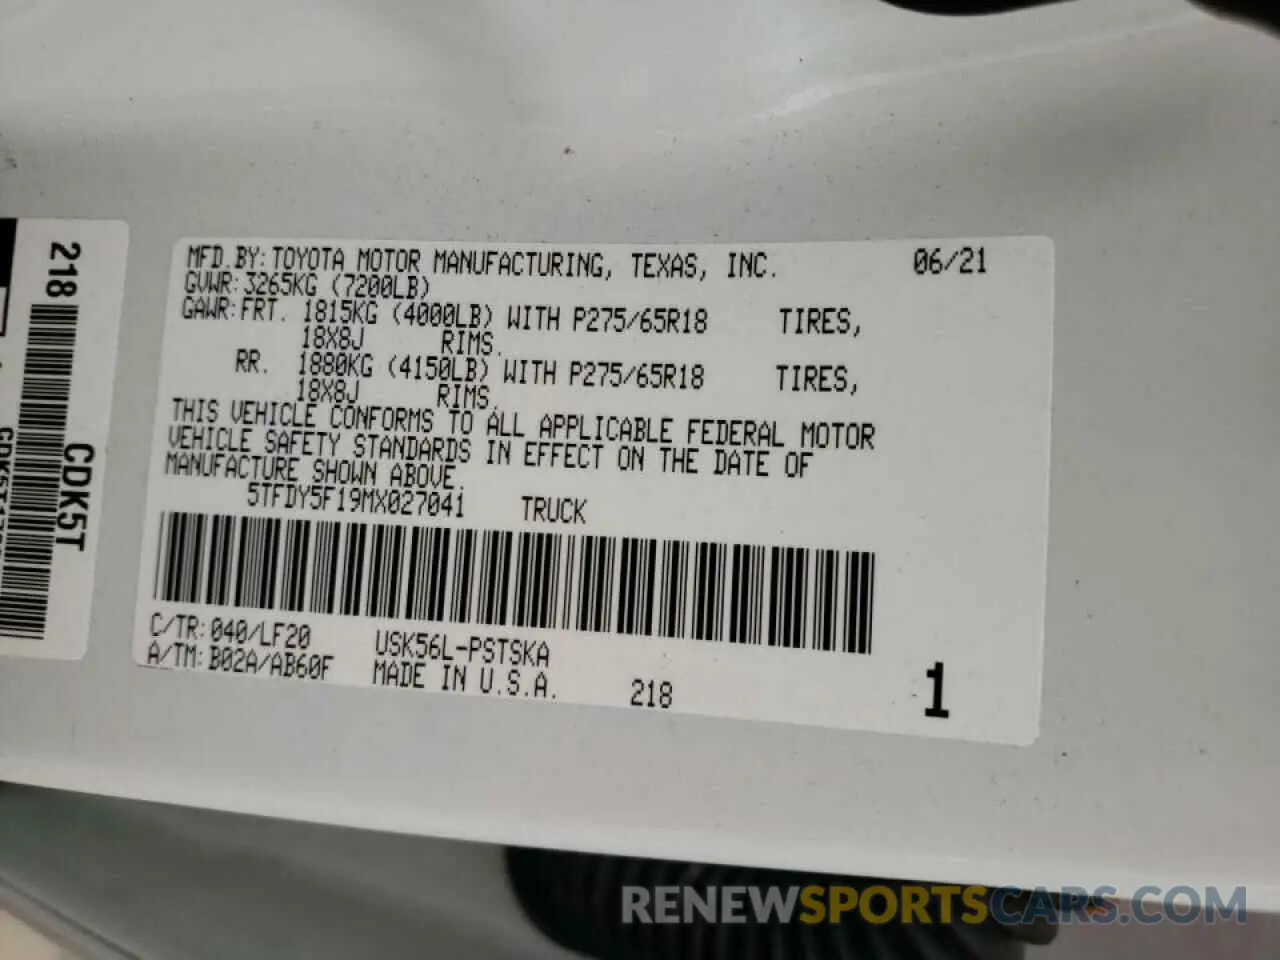 MFD.BY:TOYOTA MOTOR MANUFACTURING, TEXAS, INC. 06/21
GVWR:3265KG (7200LB)
GAWR:FRT. 1815KG (4000LB) WITH P275/65R18 TIRES,
18X8J RIMS.
RR. 1880KG (4150LB) WITH P275/65R18 TIRES,
18X8J RIMS.
THIS VEHICLE CONFORMS TO ALL APPLICABLE FEDERAL MOTOR
VEHICLE SAFETY STANDARDS IN EFFECT ON THE DATE OF
MANUFACTURE SHOWN ABOVE.
5TFDY5F19MX027041 TRUCK
C/TR:040/LF20 USK56L-PSTSKA
A/TM:B02A/AB60F MADE IN U.S.A. 218
1
218
CDK5T
RENEWSPORTSCARS.COM